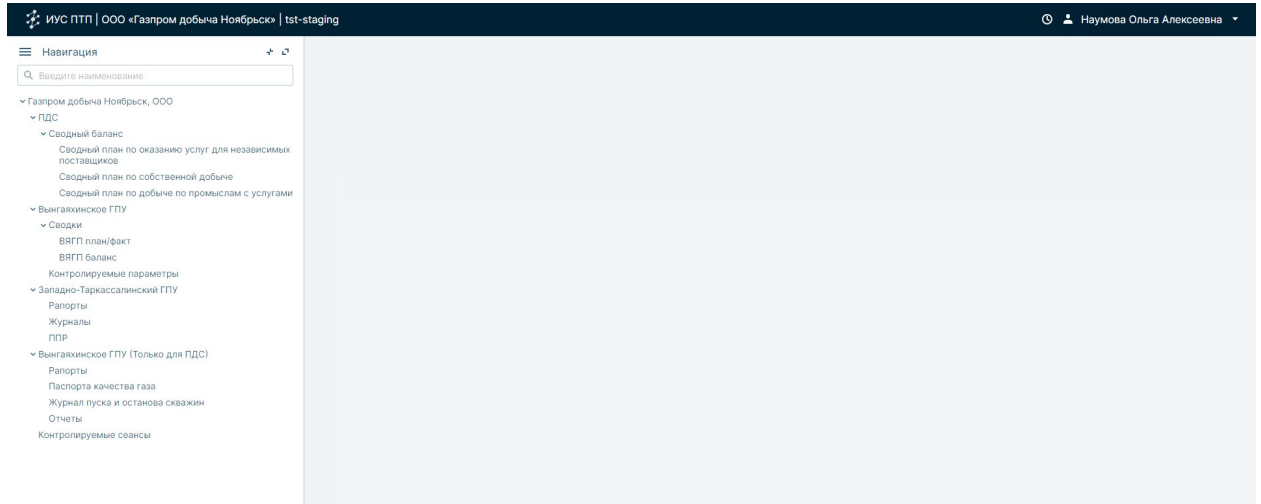 ИУС ПТП | ООО «Газпром добыча Ноябрьск» | tst-staging
Наумова Ольга Алексеевна
Навигация
Введите наименование
Газпром добыча Ноябрьск, ООО
ПДС
Сводный баланс
Сводный план по оказанию услуг для независимых
поставщиков
Сводный план по собственной добыче
Сводный план по добыче по промыслам с услугами
Вынгаяхинское ГПУ
Сводки
ВЯГП план/факт
ВЯГП баланс
Контролируемые параметры
Западно-Таркассалинский ГПУ
Рапорты
Журналы
ППР
Вынгаяхинское ГПУ (Только для ПДС)
Рапорты
Паспорта качества газа
Журнал пуска и останова скважин
Отчеты
Контролируемые сеансы